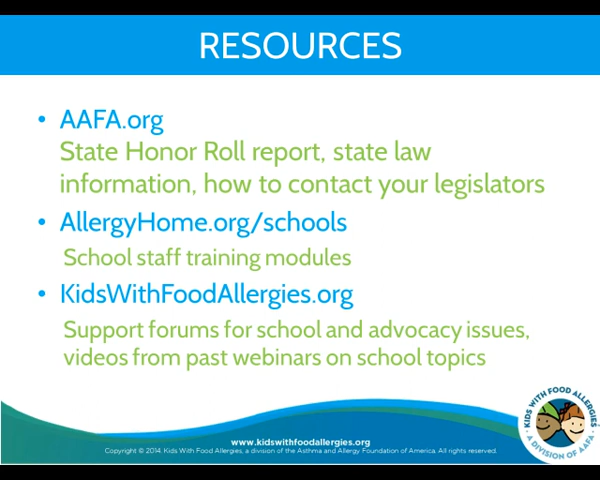 RESOURCES
• AAFA.org
State Honor Roll report, state law
information, how to contact your legislators
• AllergyHome.org/schools
School staff training modules
• KidsWithFoodAllergies.org
Support forums for school and advocacy issues,
videos from past webinars on school topics
www.kidswithfoodallergies.org
Copyright © 2014. Kids With Food Allergies, a division of the Asthma and Allergy Foundation of America. All rights reserved.
KIDS WITH FOOD ALLERGIES
A DIVISION OF AAFA